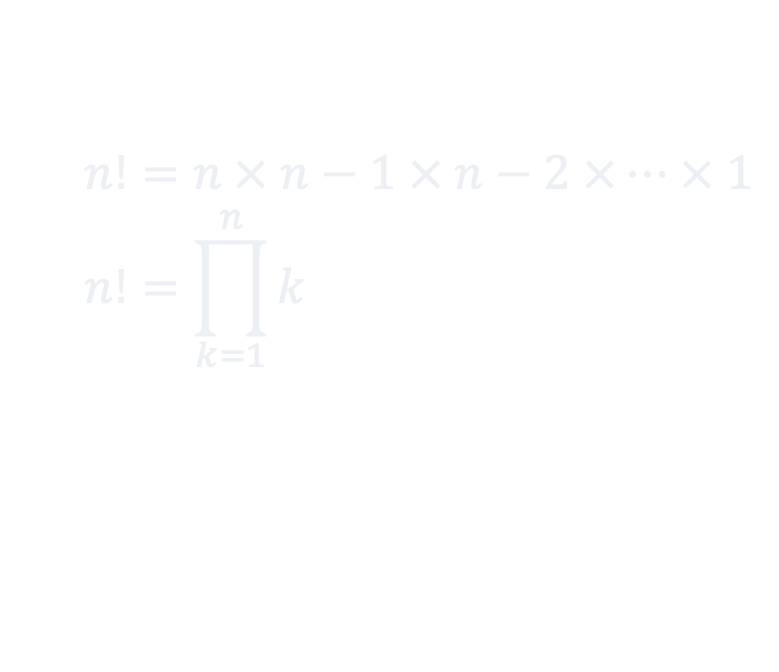 n! = n × n − 1 × n − 2 × ⋯ × 1
n! = ∏_{k=1}^{n} k